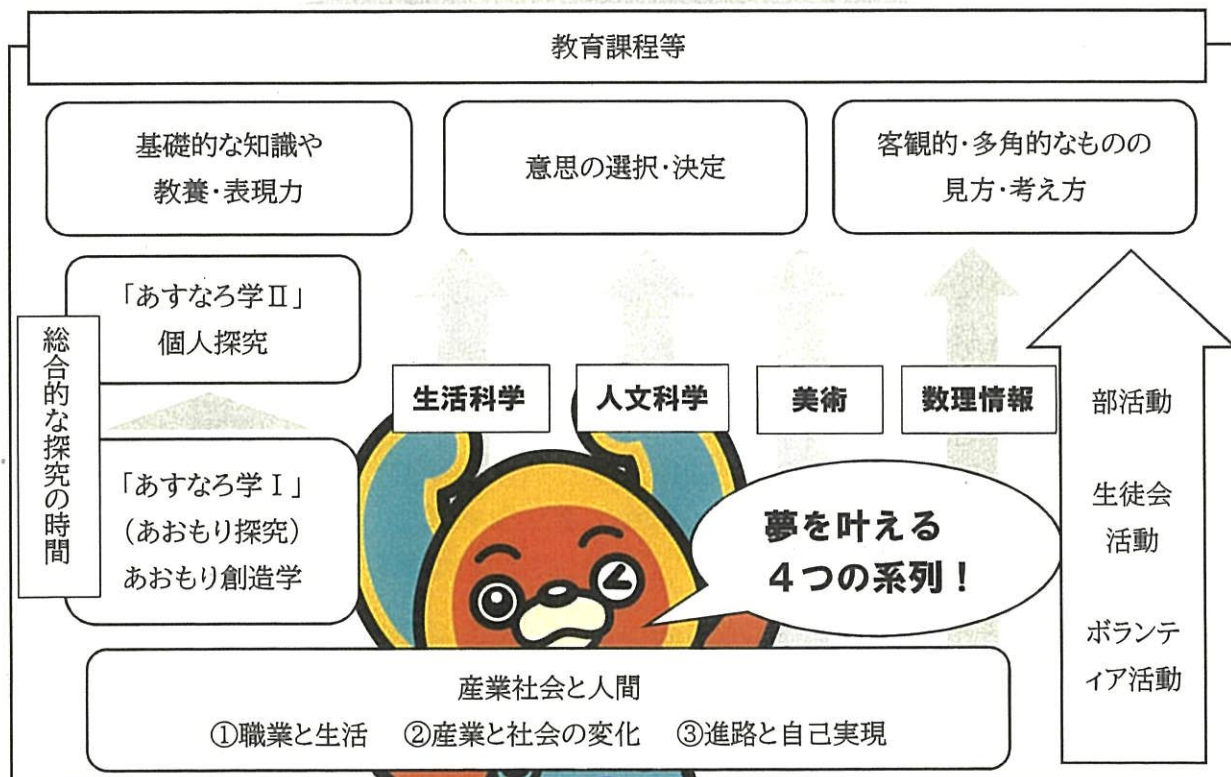 教育課程等
基礎的な知識や
教養・表現力
意思の選択・決定
客観的・多角的なものの
見方・考え方
「あすなろ学Ⅱ」
個人探究
総合的な探究の時間
「あすなろ学Ⅰ」
(あおもり探究)
あおもり創造学
生活科学
人文科学
美術
数理情報
夢を叶える
4つの系列!
部活動
生徒会
活動
ボランテ
ィア活動
産業社会と人間
①職業と生活 ②産業と社会の変化 ③進路と自己実現